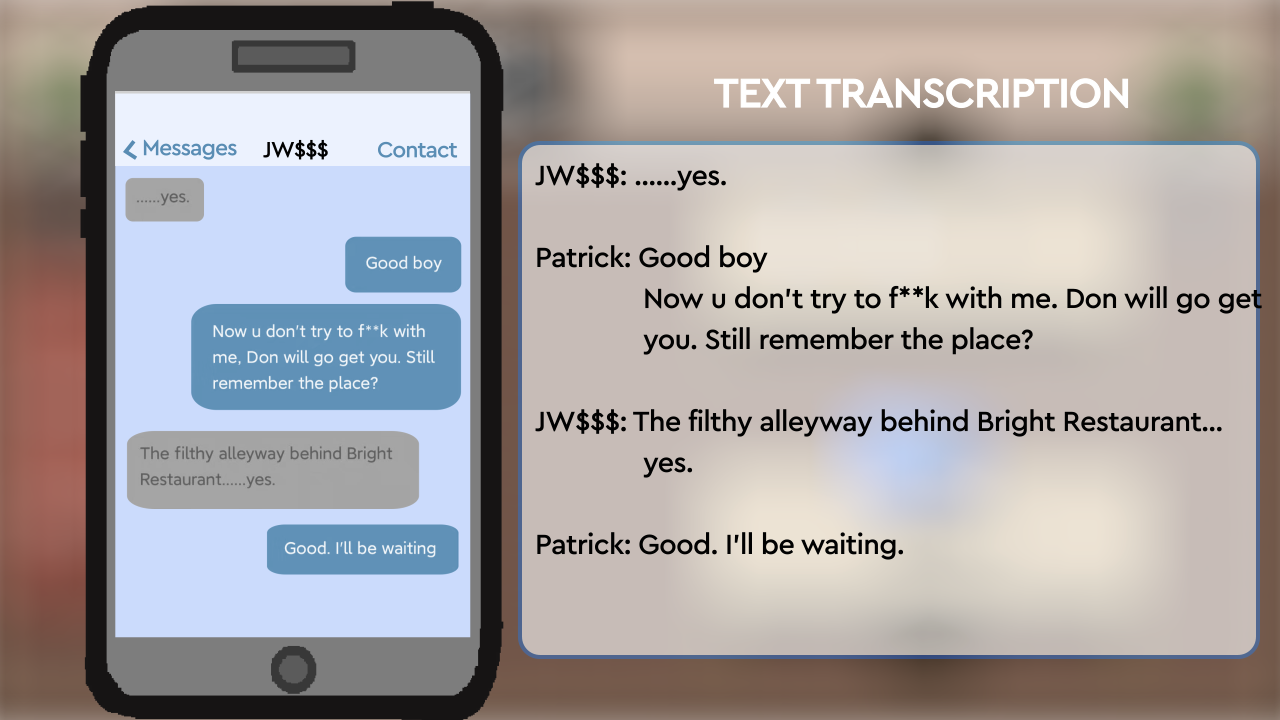 Messages JW$$$ Contact
......yes.
Good boy
Now u don't try to f**k with
me, Don will go get you. Still
remember the place?
The filthy alleyway behind Bright
Restaurant......yes.
Good. I'll be waiting
TEXT TRANSCRIPTION
JW$$$: ......yes.
Patrick: Good boy
Now u don't try to f**k with me. Don will go get
you. Still remember the place?
JW$$$: The filthy alleyway behind Bright Restaurant...
yes.
Patrick: Good. I'll be waiting.